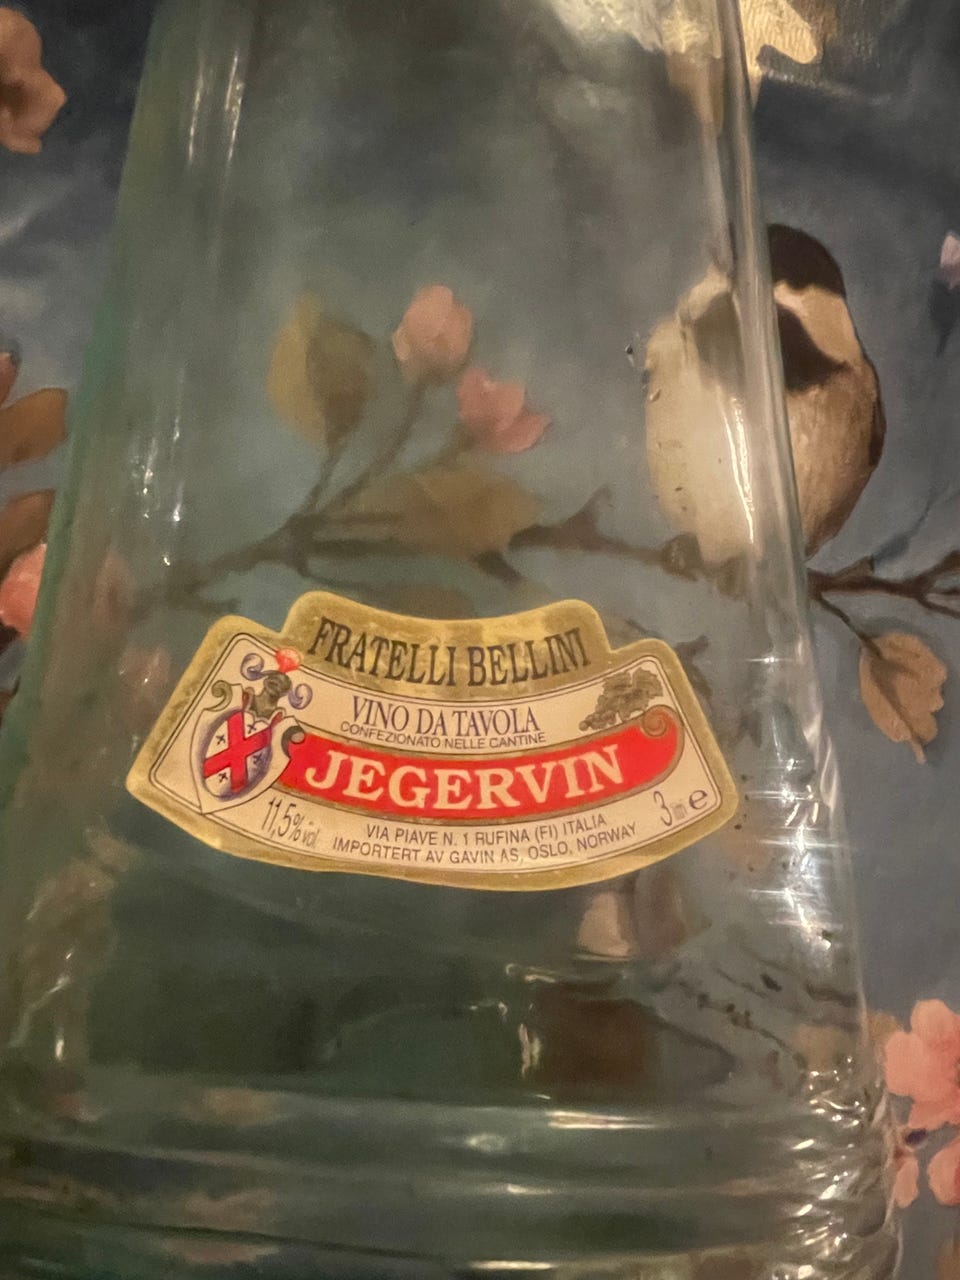 FRATELLI BELLINI
VINO DA TAVOLA
CONFEZIONATO NELLE CANTINE
JEGERVIN
11,5% vol
3 litri e
VIA PIAVE N. 1 RUFINA (FI) ITALIA
IMPORTERT AV GAVIN AS, OSLO, NORWAY